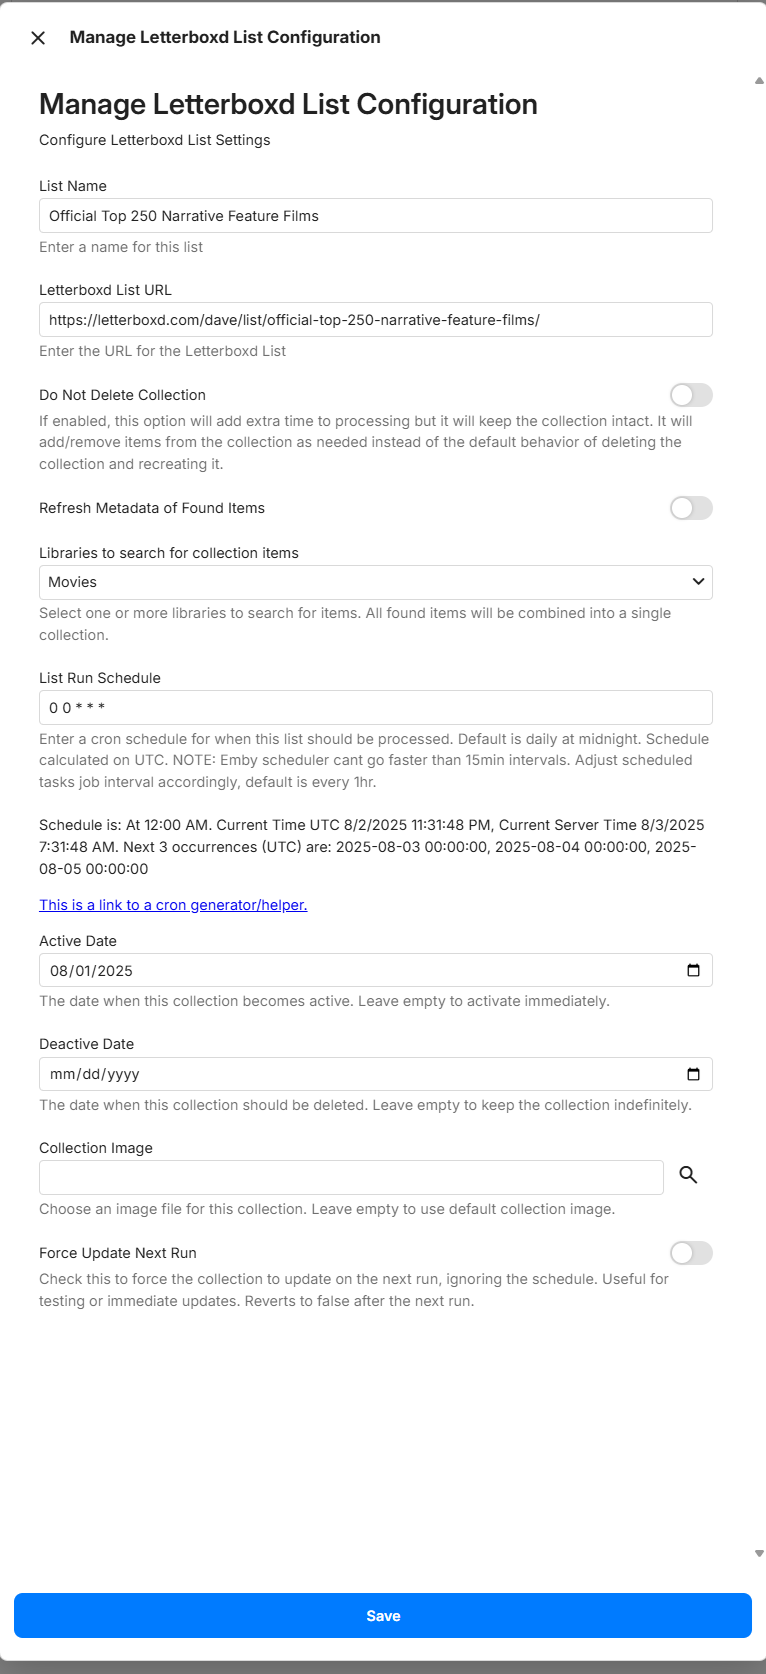 Manage Letterboxd List Configuration
Manage Letterboxd List Configuration
Configure Letterboxd List Settings
List Name
Official Top 250 Narrative Feature Films
Enter a name for this list
Letterboxd List URL
https://letterboxd.com/dave/list/official-top-250-narrative-feature-films/
Enter the URL for the Letterboxd List
Do Not Delete Collection
If enabled, this option will add extra time to processing but it will keep the collection intact. It will
add/remove items from the collection as needed instead of the default behavior of deleting the
collection and recreating it.
Refresh Metadata of Found Items
Libraries to search for collection items
Movies
Select one or more libraries to search for items. All found items will be combined into a single
collection.
List Run Schedule
0 0 * * *
Enter a cron schedule for when this list should be processed. Default is daily at midnight. Schedule
calculated on UTC. NOTE: Emby scheduler cant go faster than 15min intervals. Adjust scheduled
tasks job interval accordingly, default is every 1hr.
Schedule is: At 12:00 AM. Current Time UTC 8/2/2025 11:31:48 PM, Current Server Time 8/3/2025
7:31:48 AM. Next 3 occurrences (UTC) are: 2025-08-03 00:00:00, 2025-08-04 00:00:00, 2025-
08-05 00:00:00
This is a link to a cron generator/helper.
Active Date
08/01/2025
The date when this collection becomes active. Leave empty to activate immediately.
Deactive Date
mm/dd/yyyy
The date when this collection should be deleted. Leave empty to keep the collection indefinitely.
Collection Image
Choose an image file for this collection. Leave empty to use default collection image.
Force Update Next Run
Check this to force the collection to update on the next run, ignoring the schedule. Useful for
testing or immediate updates. Reverts to false after the next run.
Save